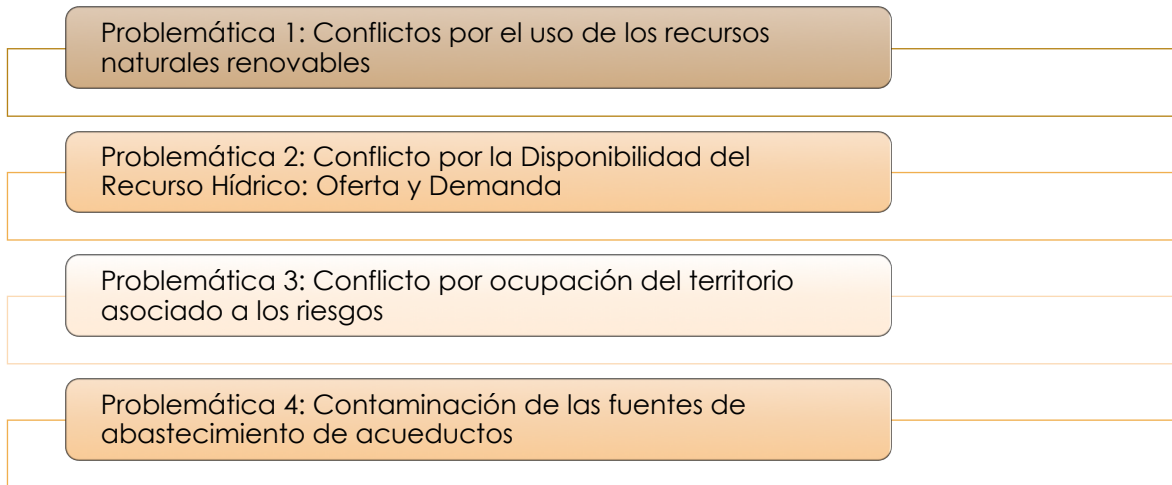 Problemática 1: Conflictos por el uso de los recursos
naturales renovables
Problemática 2: Conflicto por la Disponibilidad del
Recurso Hídrico: Oferta y Demanda
Problemática 3: Conflicto por ocupación del territorio
asociado a los riesgos
Problemática 4: Contaminación de las fuentes de
abastecimiento de acueductos